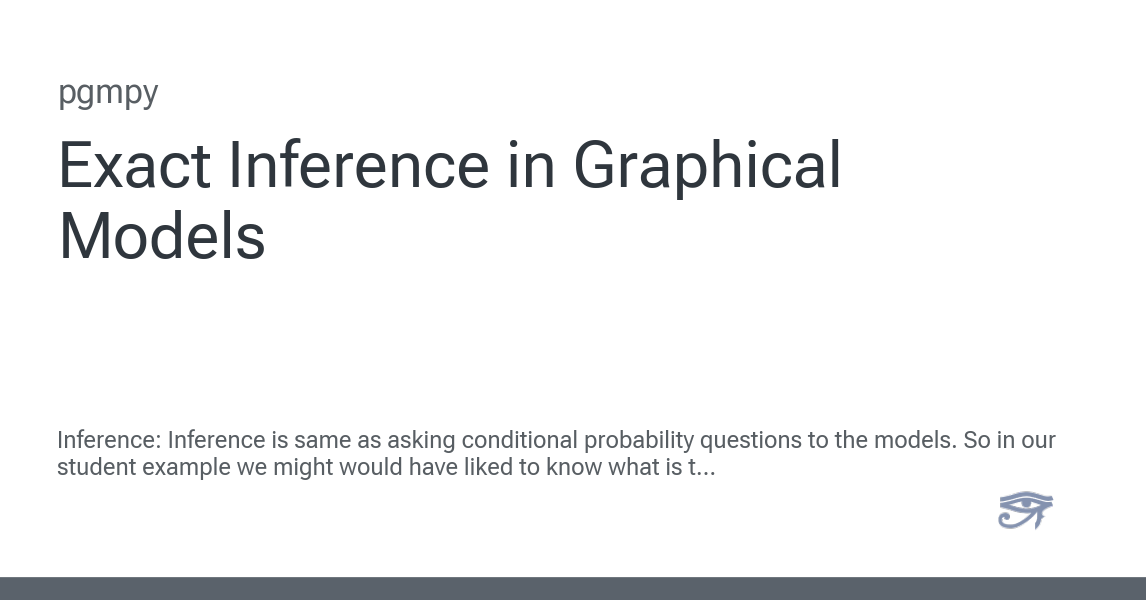 pgmpy
Exact Inference in Graphical
Models
Inference: Inference is same as asking conditional probability questions to the models. So in our
student example we might would have liked to know what is t...